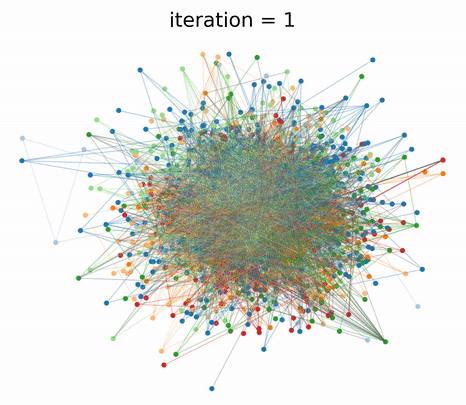 iteration = 1